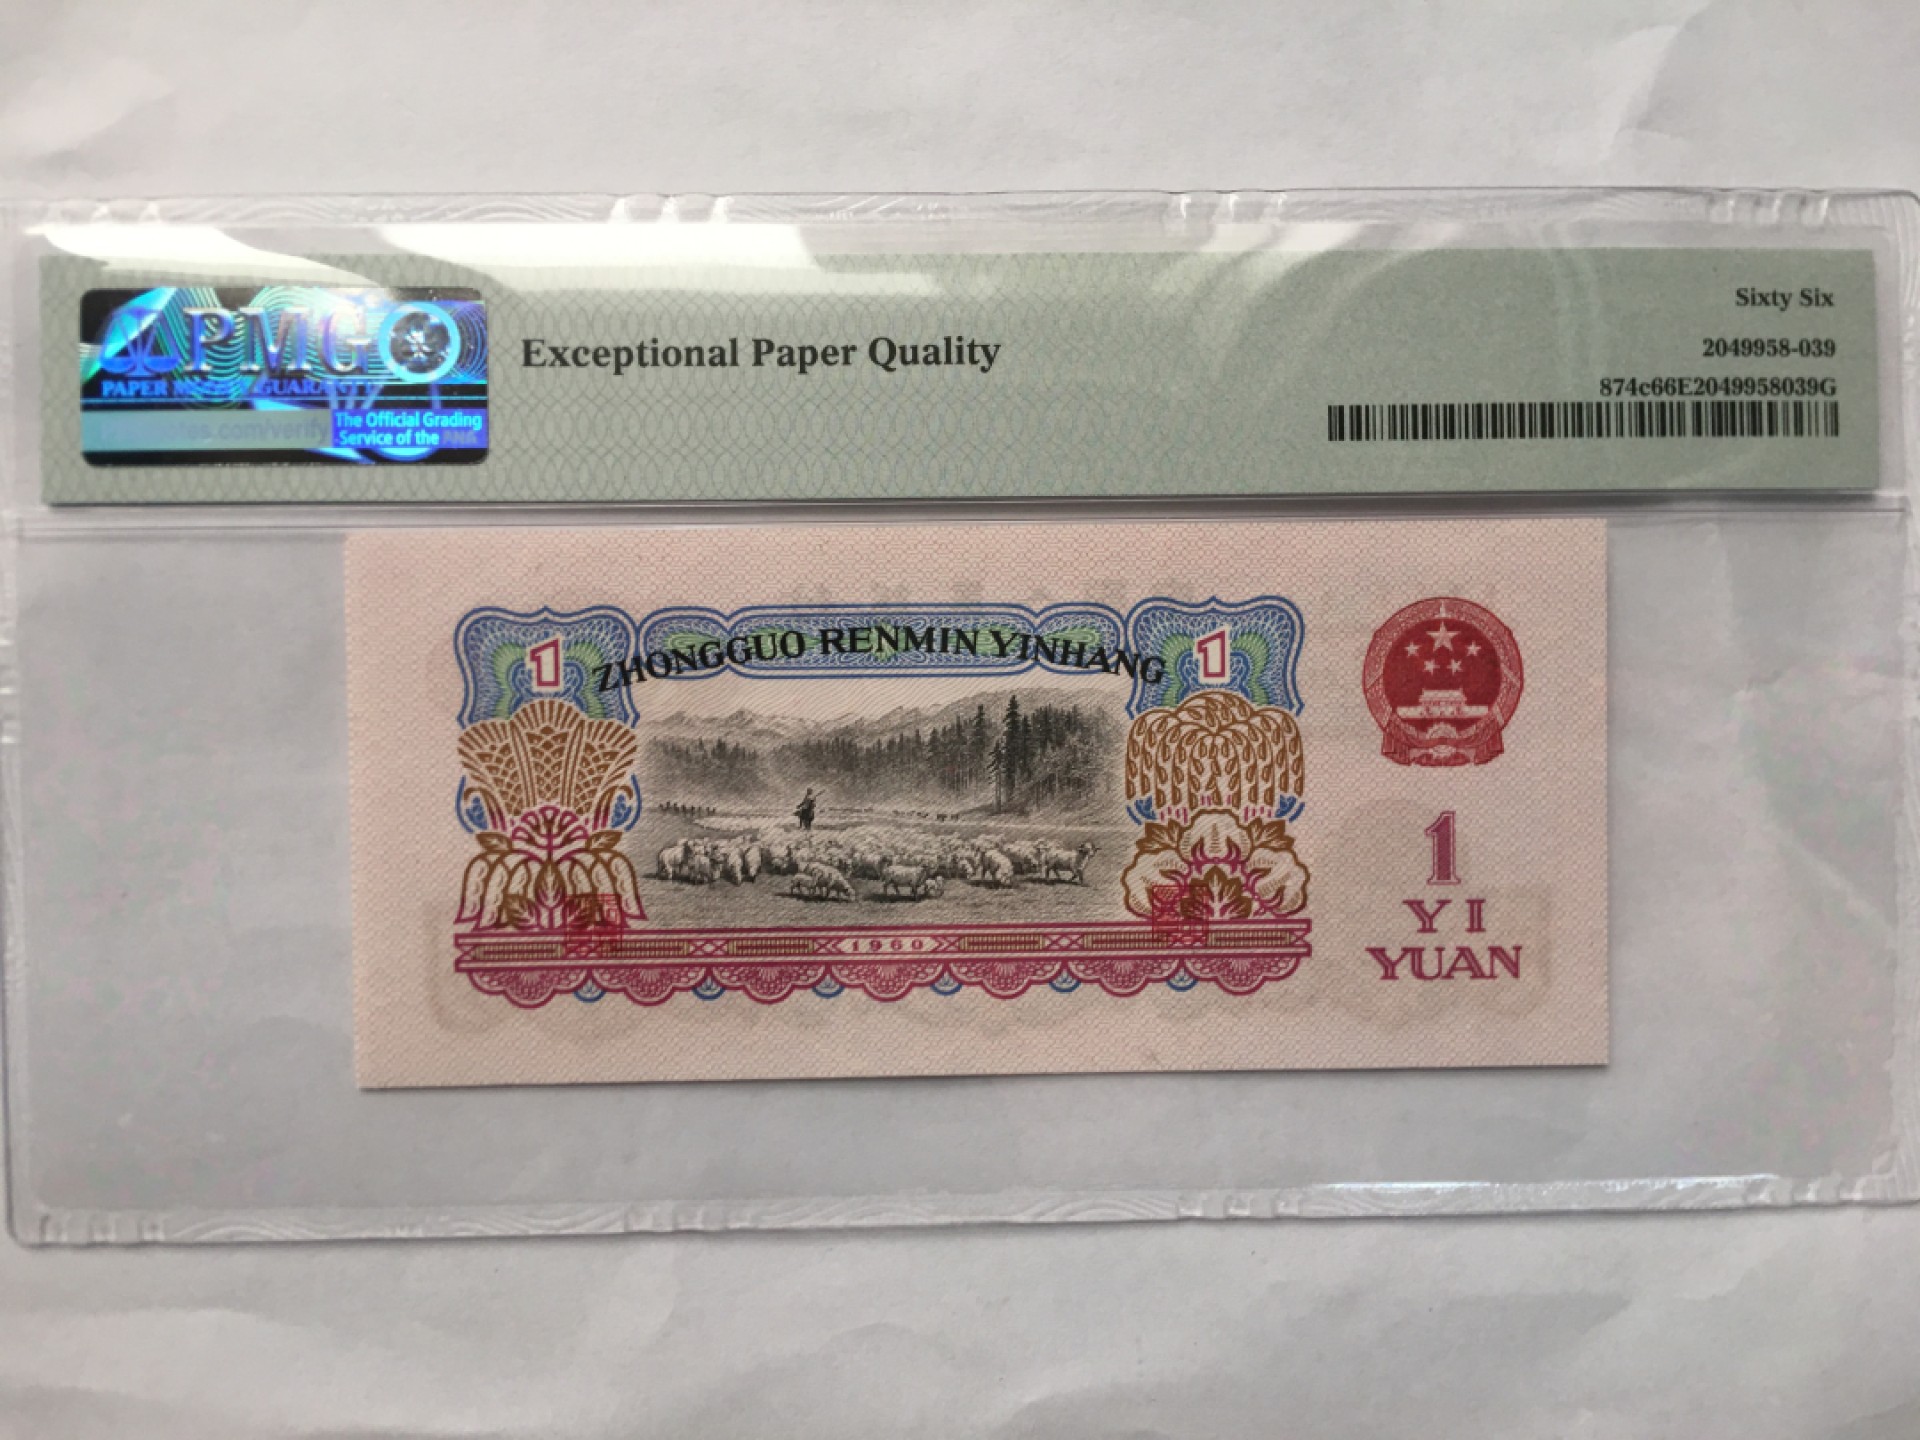 PMG
PAPER MONEY GUARANTY
The Official Grading
Service of the ANA
Exceptional Paper Quality
Sixty Six
2049958-039
874c66E2049958039G
1
ZHONGGUO RENMIN YINHANG
1
1960
1
YI
YUAN